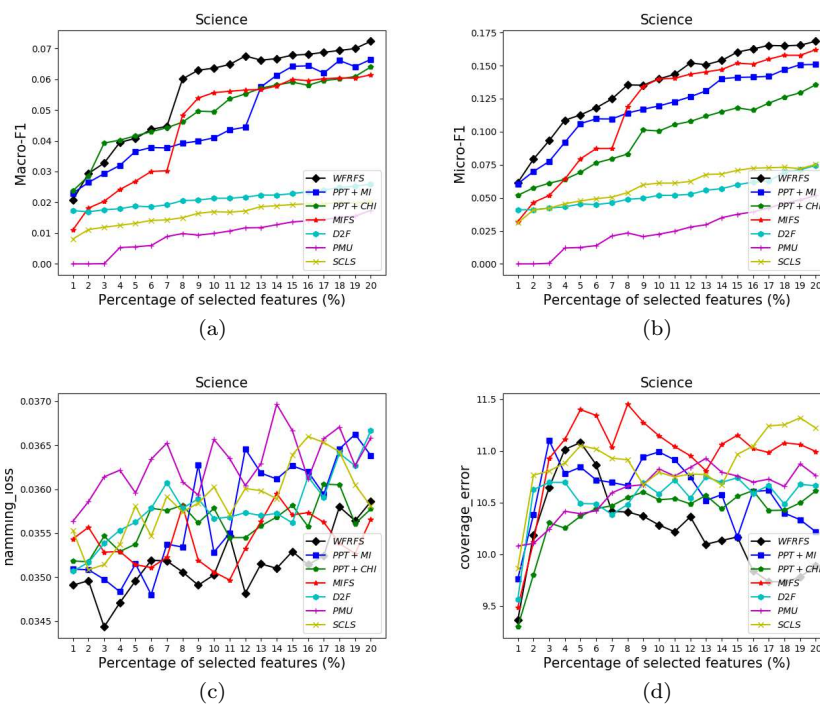 Science
Macro-F1
0.07
0.06
0.05
0.04
0.03
0.02
0.01
0.00
WFRFS
PPT + MI
PPT + CHI
MIFS
D2F
PMU
SCLS
1 2 3 4 5 6 7 8 9 10 11 12 13 14 15 16 17 18 19 20
Percentage of selected features (%)
(a)
Science
Micro-F1
0.175
0.150
0.125
0.100
0.075
0.050
0.025
0.000
WFRFS
PPT + MI
PPT + CHI
MIFS
D2F
PMU
SCLS
1 2 3 4 5 6 7 8 9 10 11 12 13 14 15 16 17 18 19 20
Percentage of selected features (%)
(b)
Science
namming_loss
0.0370
0.0365
0.0360
0.0355
0.0350
0.0345
WFRFS
PPT + MI
PPT + CHI
MIFS
D2F
PMU
SCLS
1 2 3 4 5 6 7 8 9 10 11 12 13 14 15 16 17 18 19 20
Percentage of selected features (%)
(c)
Science
coverage_error
11.5
11.0
10.5
10.0
9.5
WFRFS
PPT + MI
PPT + CHI
MIFS
D2F
PMU
SCLS
1 2 3 4 5 6 7 8 9 10 11 12 13 14 15 16 17 18 19 20
Percentage of selected features (%)
(d)